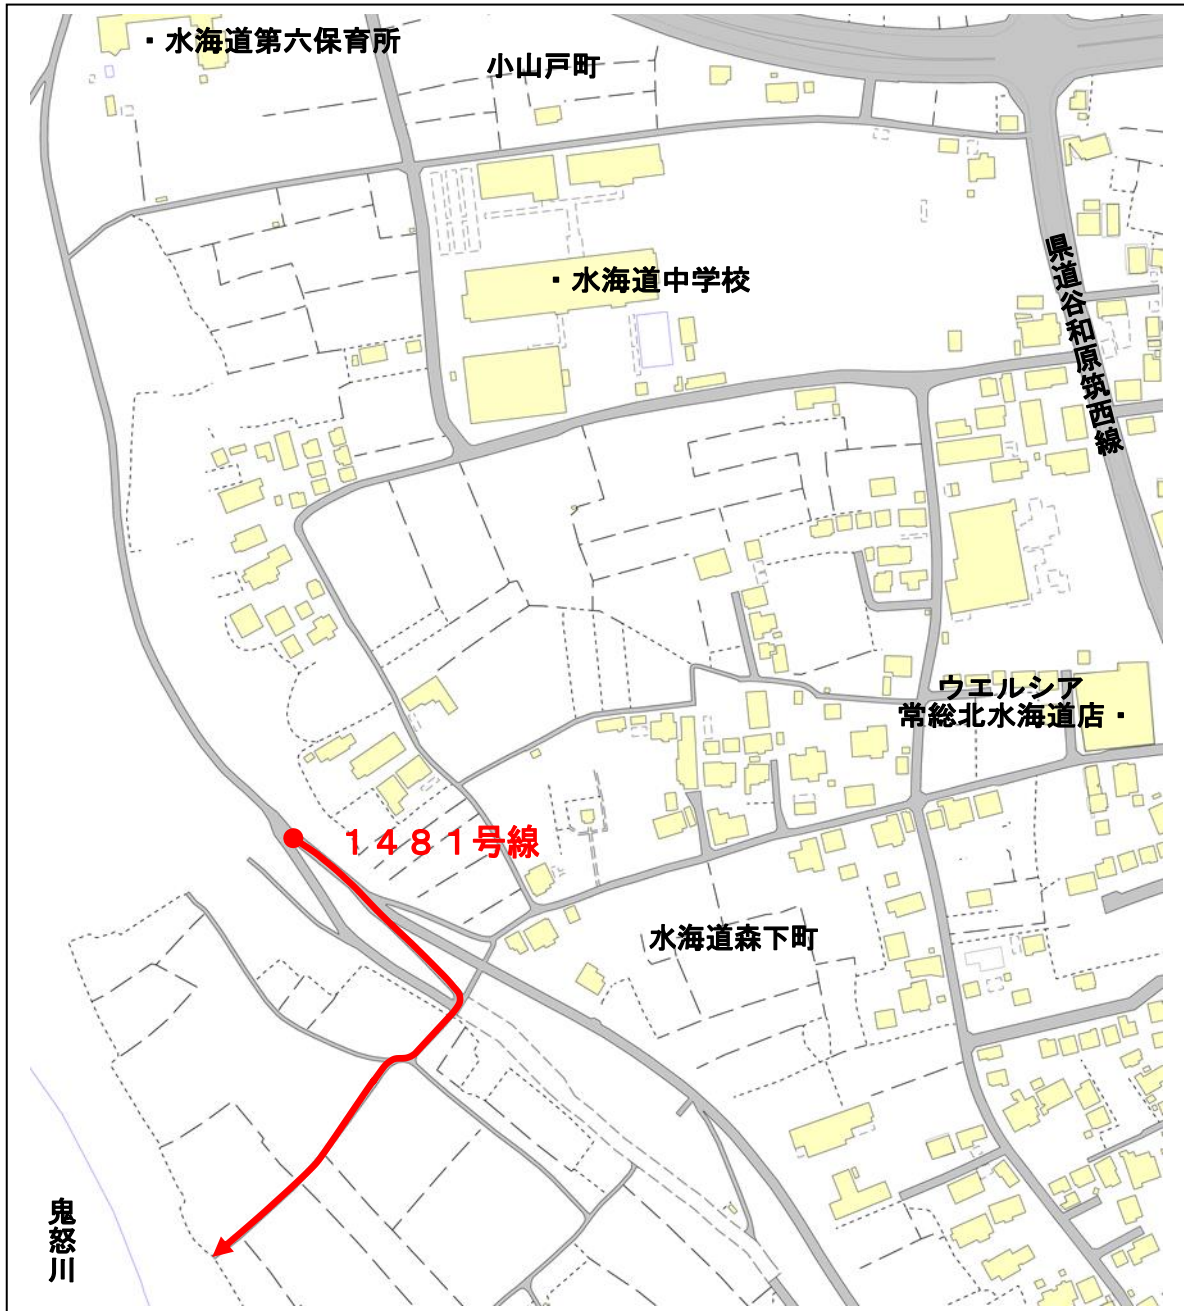 ・水海道第六保育所
小山戸町
・水海道中学校
県道谷和原筑西線
ウエルシア
常総北水海道店・
1481号線
水海道森下町
鬼怒川